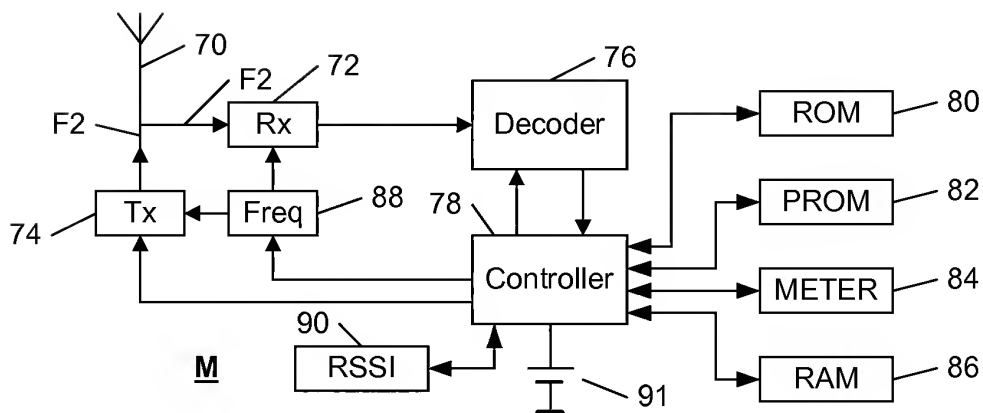 70
F2
72
76
F2
Rx
Decoder
ROM
80
74
Tx
Freq
88
78
PROM
82
Controller
METER
84
90
RSSI
M
91
RAM
86